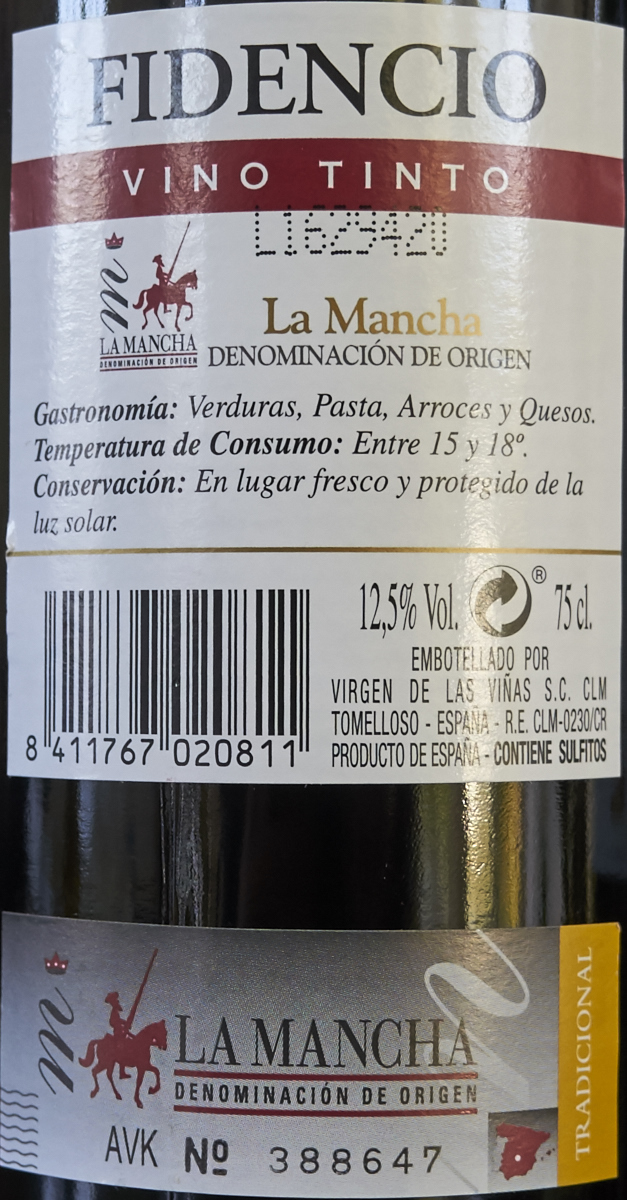 FIDENCIO
VINO TINTO
L1629420
m
LA MANCHA
DENOMINACIÓN DE ORIGEN
La Mancha
DENOMINACIÓN DE ORIGEN
Gastronomía: Verduras, Pasta, Arroces y Quesos.
Temperatura de Consumo: Entre 15 y 18º.
Conservación: En lugar fresco y protegido de la
luz solar.
12,5% Vol. ® 75 cl.
EMBOTELLADO POR
VIRGEN DE LAS VIÑAS S.C. CLM
TOMELLOSO - ESPAÑA - R.E. CLM-0230/CR
PRODUCTO DE ESPAÑA - CONTIENE SULFITOS
8 411767 020811
m
LA MANCHA
DENOMINACIÓN DE ORIGEN
AVK Nº 388647
TRADICIONAL